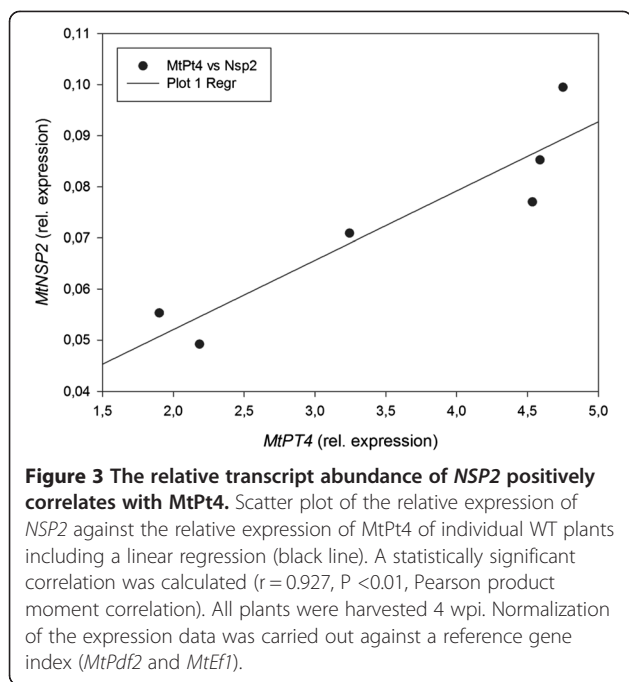 0,11
0,10
0,09
0,08
0,07
0,06
0,05
0,04
MtNSP2 (rel. expression)
MtPt4 vs Nsp2
Plot 1 Regr
1,5 2,0 2,5 3,0 3,5 4,0 4,5 5,0
MtPT4 (rel. expression)
Figure 3 The relative transcript abundance of NSP2 positively
correlates with MtPt4. Scatter plot of the relative expression of
NSP2 against the relative expression of MtPt4 of individual WT plants
including a linear regression (black line). A statistically significant
correlation was calculated (r = 0.927, P <0.01, Pearson product
moment correlation). All plants were harvested 4 wpi. Normalization
of the expression data was carried out against a reference gene
index (MtPdf2 and MtEf1).